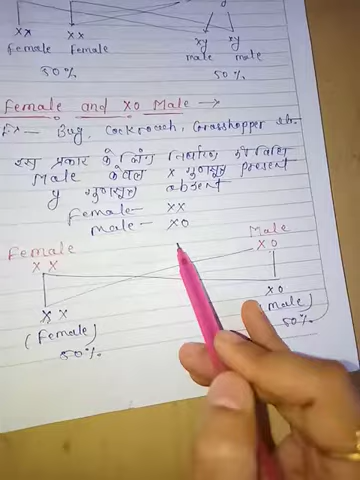 XX XX xy xy
Female Female male male
50% 50%
Female and XO Male →
Ex – Bug, Cockroach, Grasshopper etc.
इस प्रकार के लिंग निर्धारण की विधि
Male केवल X गुणसूत्र present
y गुणसूत्र absent
Female – XX
male – XO
Female Male
X X X O
XX XO
(Female) (male)
50% 50%